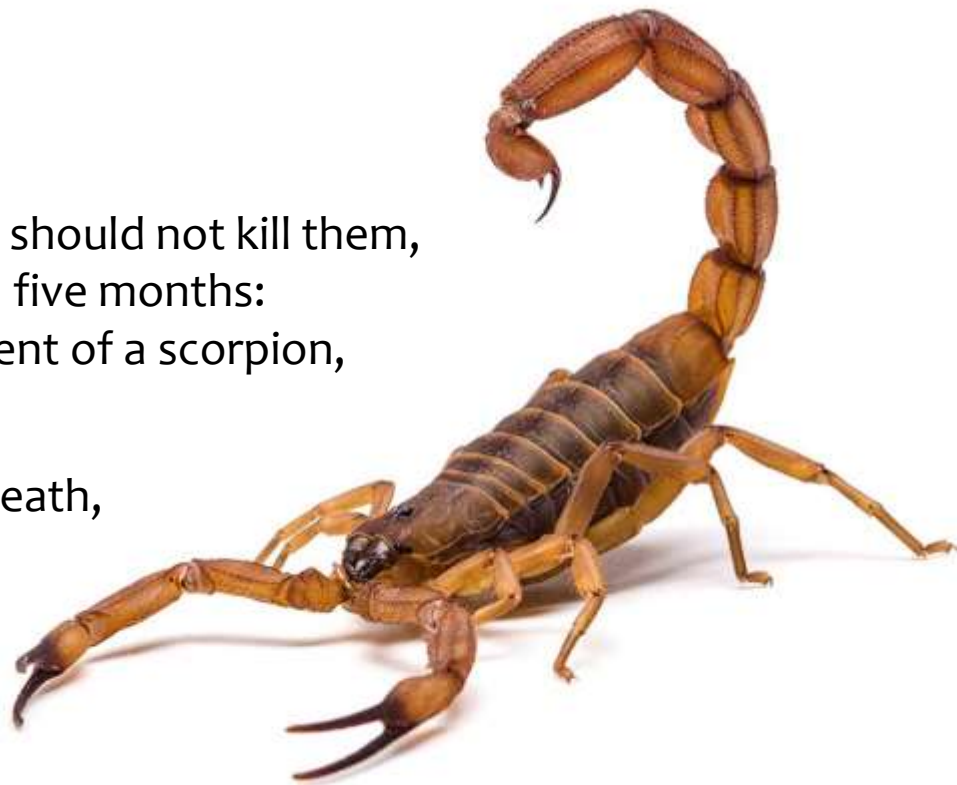 should not kill them,
five months:
ent of a scorpion,
eath,